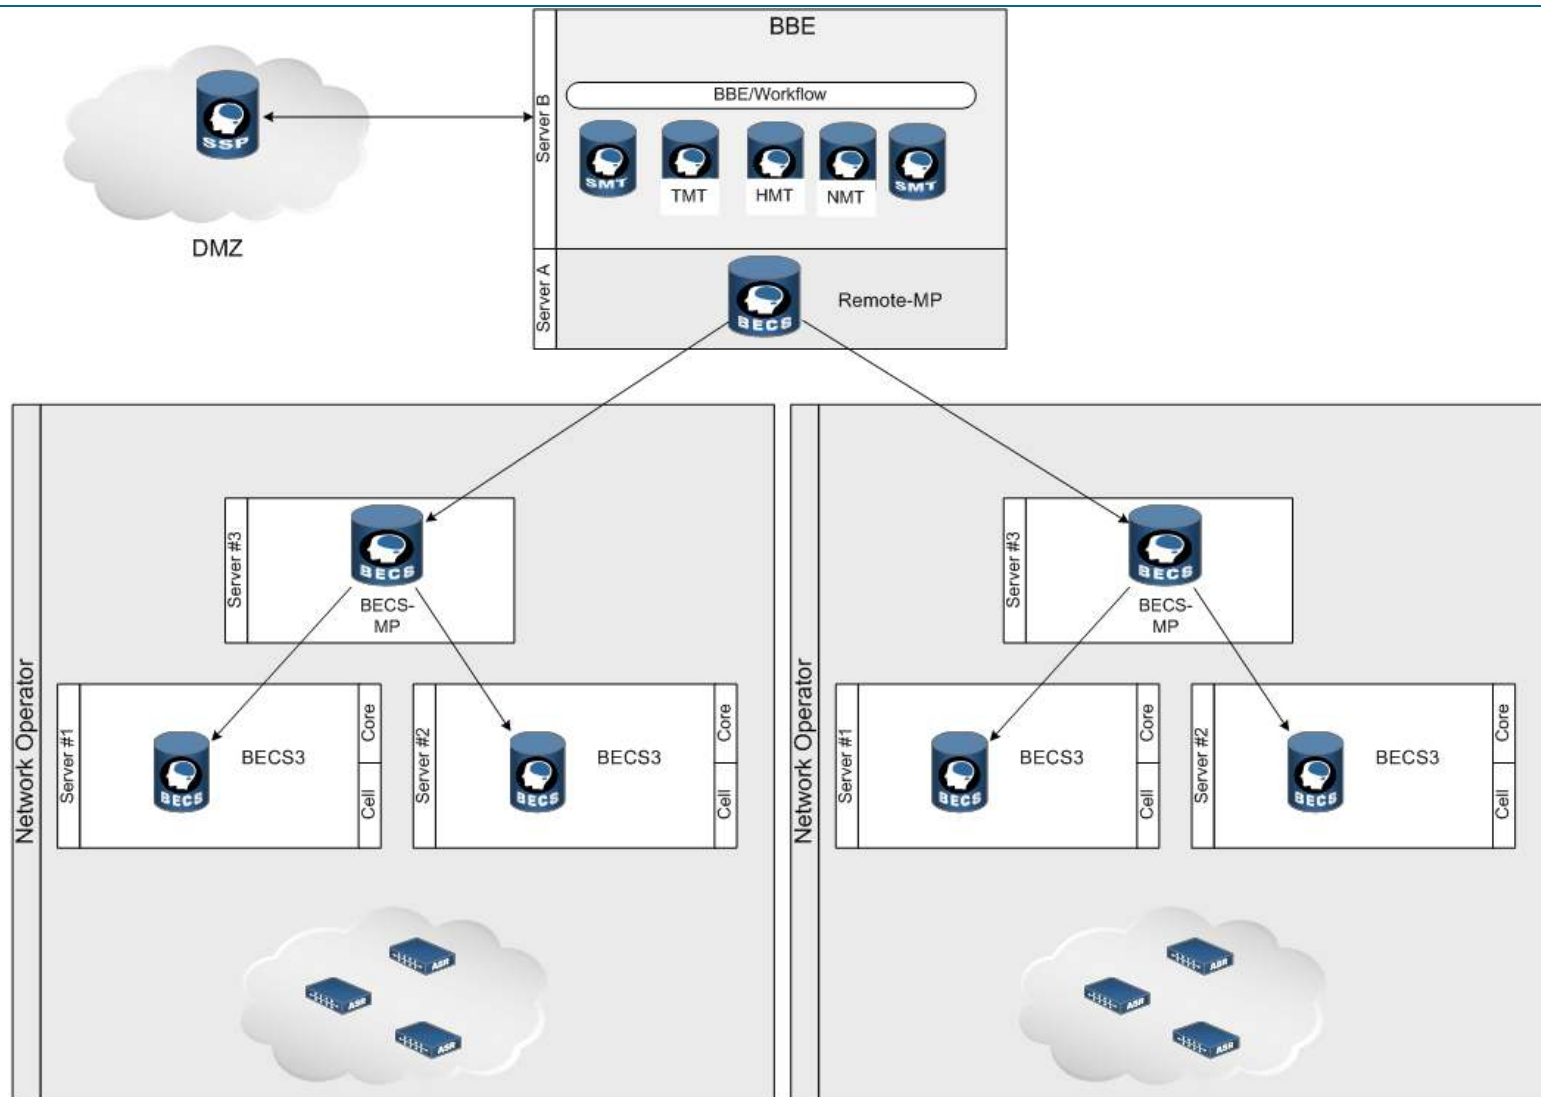 BBE
Server B
BBE/Workflow
SSP
SMT
TMT
HMT
NMT
SMT
DMZ
Server A
BECS
Remote-MP
Network Operator
Server #3
BECS
BECS-
MP
Server #1
BECS
BECS3
Core
Cell
Server #2
BECS
BECS3
Core
Cell
ASR
ASR
ASR
Network Operator
Server #3
BECS
BECS-
MP
Server #1
BECS
BECS3
Core
Cell
Server #2
BECS
BECS3
Core
Cell
ASR
ASR
ASR